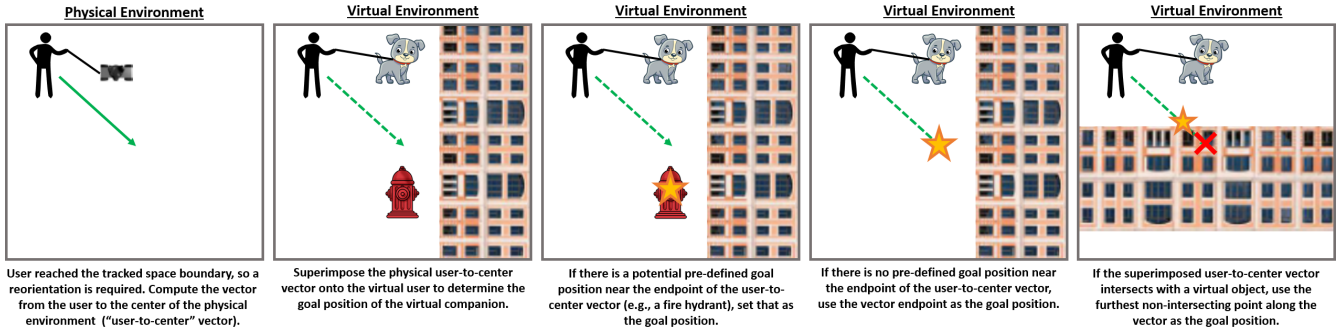 Physical Environment
User reached the tracked space boundary, so a
reorientation is required. Compute the vector
from the user to the center of the physical
environment (“user-to-center” vector).
Virtual Environment
Superimpose the physical user-to-center
vector onto the virtual user to determine the
goal position of the virtual companion.
Virtual Environment
If there is a potential pre-defined goal
position near the endpoint of the user-to-
center vector (e.g., a fire hydrant), set that as
the goal position.
Virtual Environment
If there is no pre-defined goal position near
the endpoint of the user-to-center vector,
use the vector endpoint as the goal position.
Virtual Environment
If the superimposed user-to-center vector
intersects with a virtual object, use the
furthest non-intersecting point along the
vector as the goal position.